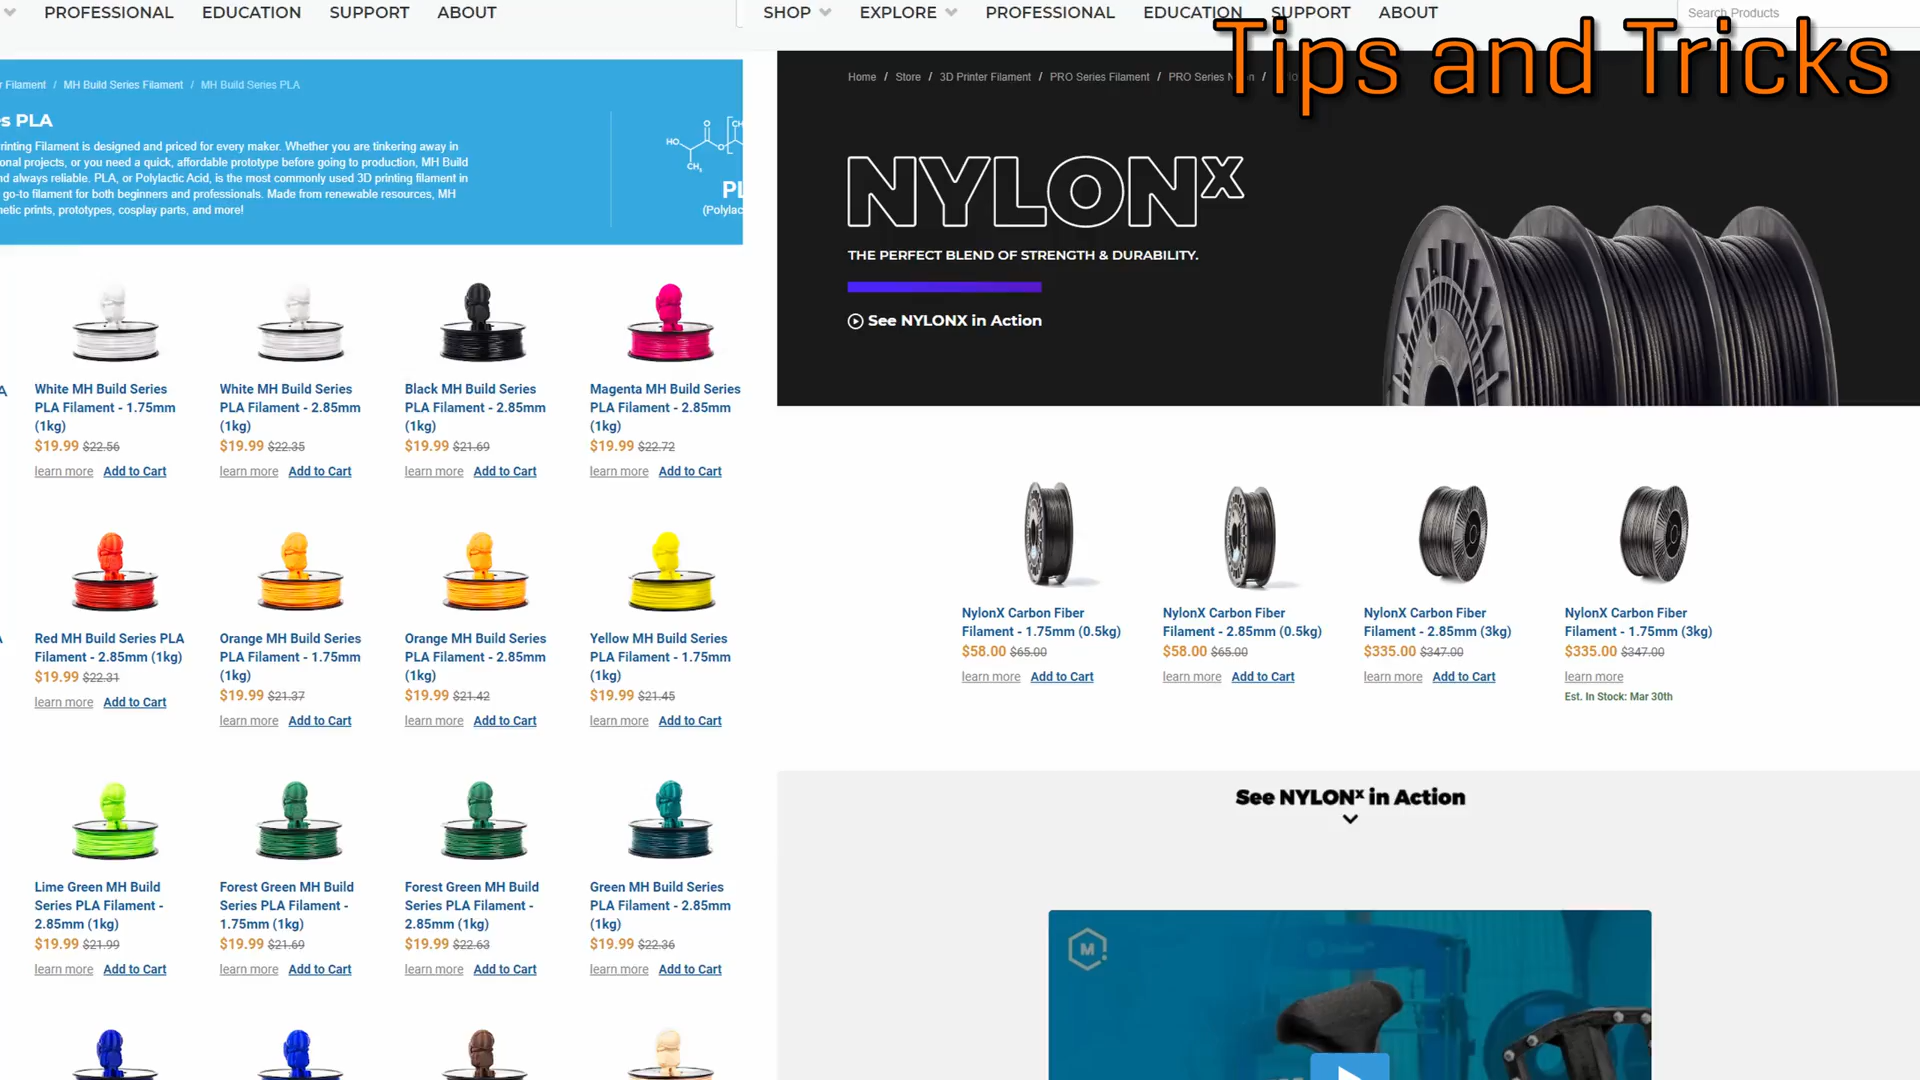 PROFESSIONAL EDUCATION SUPPORT ABOUT
Filament / MH Build Series Filament / MH Build Series PLA
PLA
rinting Filament is designed and priced for every maker. Whether you are tinkering away in
onal projects, or you need a quick, affordable prototype before going to production, MH Build
nd always reliable. PLA, or Polylactic Acid, is the most commonly used 3D printing filament in
go-to filament for both beginners and professionals. Made from renewable resources, MH
netic prints, prototypes, cosplay parts, and more!
HO
O
CH₃
O
CH
PL
(Polylac
White MH Build Series
PLA Filament - 1.75mm
(1kg)
$19.99 $22.56
learn more Add to Cart
White MH Build Series
PLA Filament - 2.85mm
(1kg)
$19.99 $22.35
learn more Add to Cart
Black MH Build Series
PLA Filament - 2.85mm
(1kg)
$19.99 $21.69
learn more Add to Cart
Magenta MH Build Series
PLA Filament - 2.85mm
(1kg)
$19.99 $22.72
learn more Add to Cart
Red MH Build Series PLA
Filament - 2.85mm (1kg)
$19.99 $22.31
learn more Add to Cart
Orange MH Build Series
PLA Filament - 1.75mm
(1kg)
$19.99 $21.37
learn more Add to Cart
Orange MH Build Series
PLA Filament - 2.85mm
(1kg)
$19.99 $21.42
learn more Add to Cart
Yellow MH Build Series
PLA Filament - 1.75mm
(1kg)
$19.99 $21.45
learn more Add to Cart
Lime Green MH Build
Series PLA Filament -
2.85mm (1kg)
$19.99 $21.99
learn more Add to Cart
Forest Green MH Build
Series PLA Filament -
1.75mm (1kg)
$19.99 $21.69
learn more Add to Cart
Forest Green MH Build
Series PLA Filament -
2.85mm (1kg)
$19.99 $22.63
learn more Add to Cart
Green MH Build Series
PLA Filament - 2.85mm
(1kg)
$19.99 $22.36
learn more Add to Cart
SHOP EXPLORE PROFESSIONAL EDUCATION SUPPORT ABOUT
Search Products
Tips and Tricks
Home / Store / 3D Printer Filament / PRO Series Filament / PRO Series /
NYLONX
THE PERFECT BLEND OF STRENGTH & DURABILITY.
See NYLONX in Action
NylonX Carbon Fiber
Filament - 1.75mm (0.5kg)
$58.00 $65.00
learn more Add to Cart
NylonX Carbon Fiber
Filament - 2.85mm (0.5kg)
$58.00 $65.00
learn more Add to Cart
NylonX Carbon Fiber
Filament - 2.85mm (3kg)
$335.00 $347.00
learn more Add to Cart
NylonX Carbon Fiber
Filament - 1.75mm (3kg)
$335.00 $347.00
learn more
Est. In Stock: Mar 30th
See NYLONX in Action
M